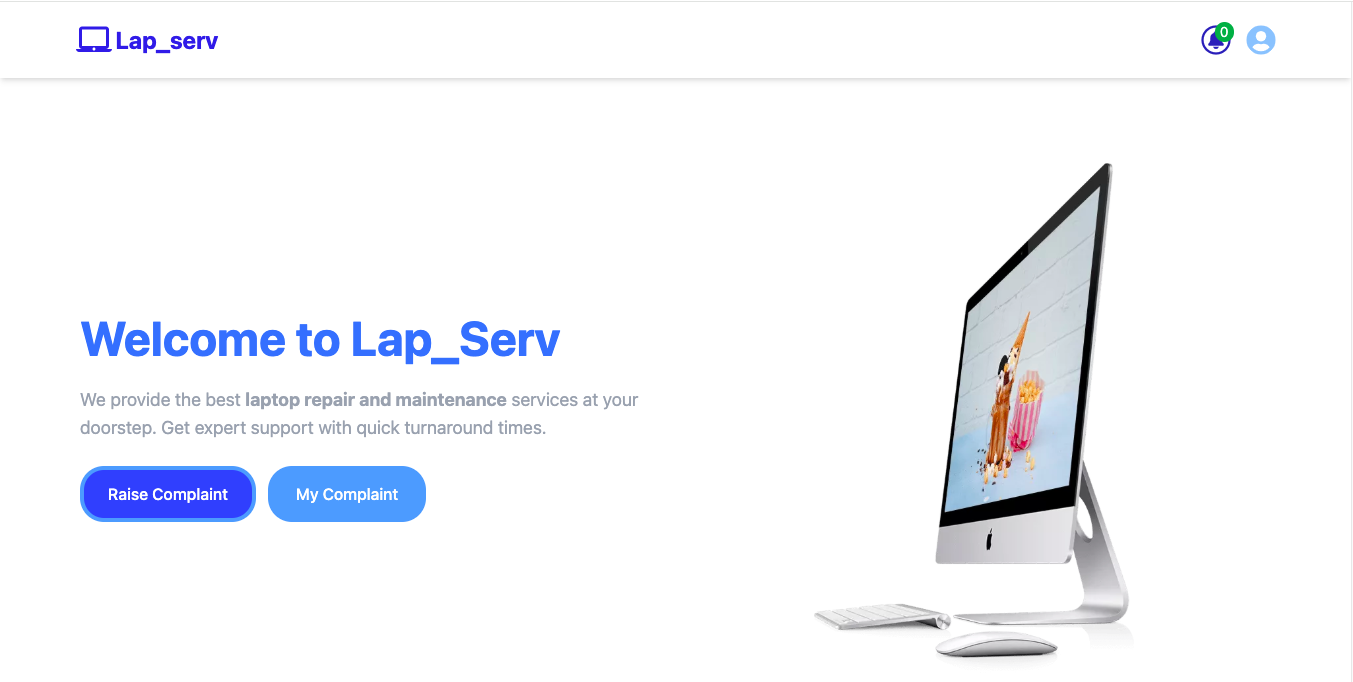 Lap_serv
0
Welcome to Lap_Serv
We provide the best laptop repair and maintenance services at your
doorstep. Get expert support with quick turnaround times.
Raise Complaint
My Complaint